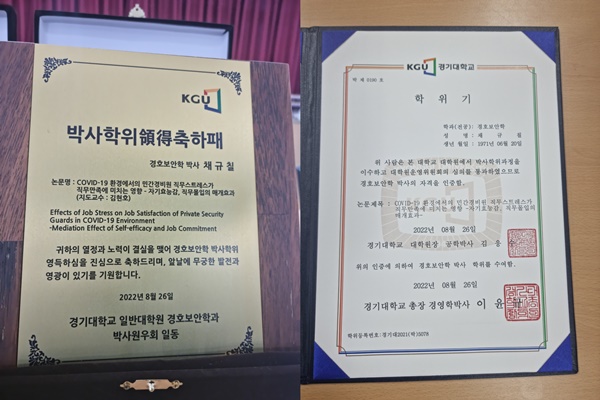 KGU
박사학위領得축하패
경호보안학 박사 채규칠
논문명 : COVID-19 환경에서의 민간경비원 직무스트레스가
직무만족에 미치는 영향 - 자기효능감, 직무몰입의 매개효과
(지도교수 : 김현호)
Effects of Job Stress on Job Satisfaction of Private Security
Guards in COVID-19 Environment
-Mediation Effect of Self-efficacy and Job Commitment
귀하의 열정과 노력이 결실을 맺어 경호보안학 박사학위
영득하심을 진심으로 축하드리며, 앞날에 무궁한 발전과
영광이 있기를 기원합니다.
2022년 8월 26일
경기대학교 일반대학원 경호보안학과
박사원우회 일동
KGU 경기대학교
학 위 기
학과(전공) : 경호보안학
성 명 : 채 규 칠
생년 월일 : 1971년 06월 20일
위 사람은 본 대학교 대학원에서 박사학위과정을
이수하고 대학원운영위원회의 심의를 통과하였으므로
경호보안학 박사의 자격을 인증함.
논문제목 : COVID-19 환경에서의 민간경비원 직무스트레스가
직무만족에 미치는 영향 -자기효능감, 직무몰입의
매개효과-
2022년 08월 26일
경기대학교 대학원장 공학박사 김 응 수
위의 인증에 의하여 경호보안학 박사 학위를 수여함.
2022년 08월 26일
경기대학교 총장 경영학박사 이 윤
학위등록번호: 경기대2021(박)5078